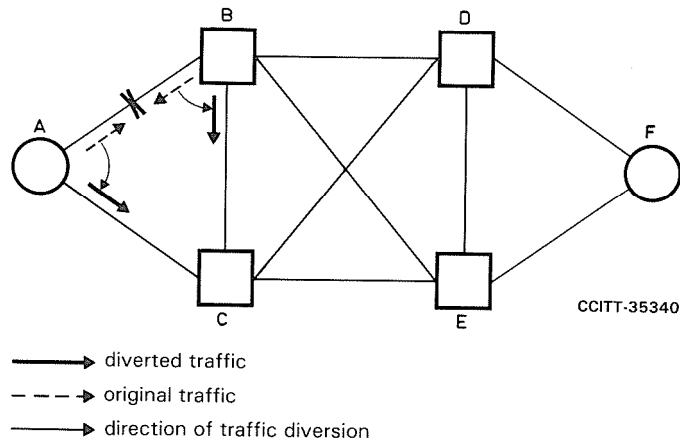 B
D
A
F
C
E
CCITT-35340
diverted traffic
original traffic
direction of traffic diversion